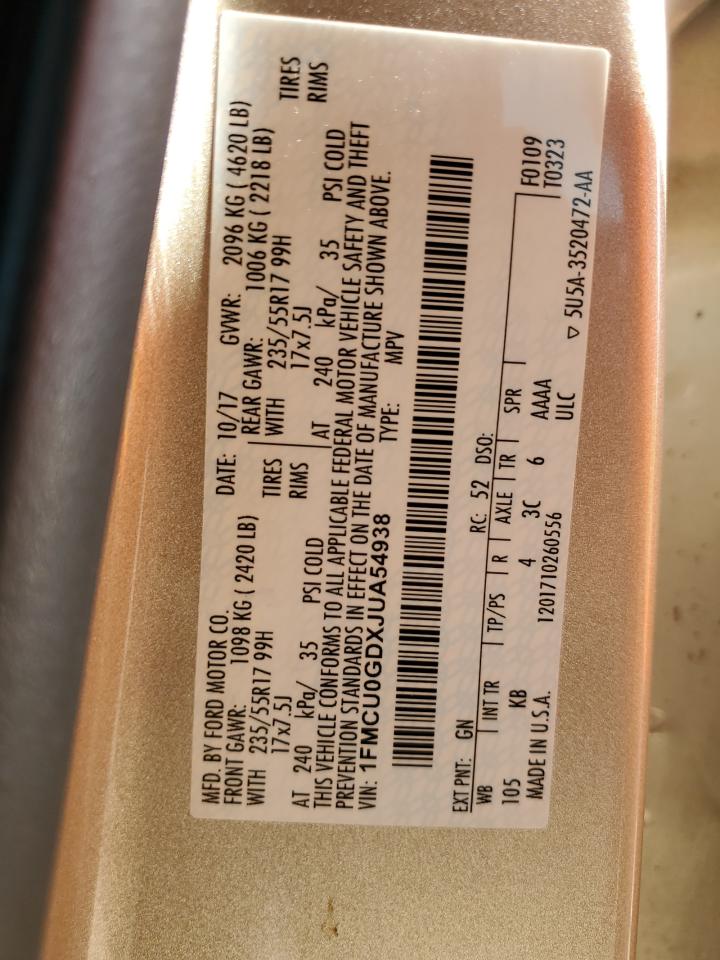 MFD. BY FORD MOTOR CO.
DATE: 10/17 GVWR: 2096 KG ( 4620 LB)
FRONT GAWR: 1098 KG ( 2420 LB)
REAR GAWR: 1006 KG ( 2218 LB)
WITH 235/55R17 99H TIRES
WITH 235/55R17 99H TIRES
17x7.5J RIMS
17x7.5J RIMS
AT 240 kPa/ 35 PSI COLD
AT 240 kPa/ 35 PSI COLD
THIS VEHICLE CONFORMS TO ALL APPLICABLE FEDERAL MOTOR VEHICLE SAFETY AND THEFT
PREVENTION STANDARDS IN EFFECT ON THE DATE OF MANUFACTURE SHOWN ABOVE.
VIN: 1FMCU0GDXJUA54938 TYPE: MPV
EXT PNT: GN RC: 52 DSO:
WB INT TR TP/PS R AXLE TR SPR
F0109
T0323
105 KB 4 3C 6 AAAA
MADE IN U.S.A. 1201710260556 ULC
▽ 5U5A-3520472-AA